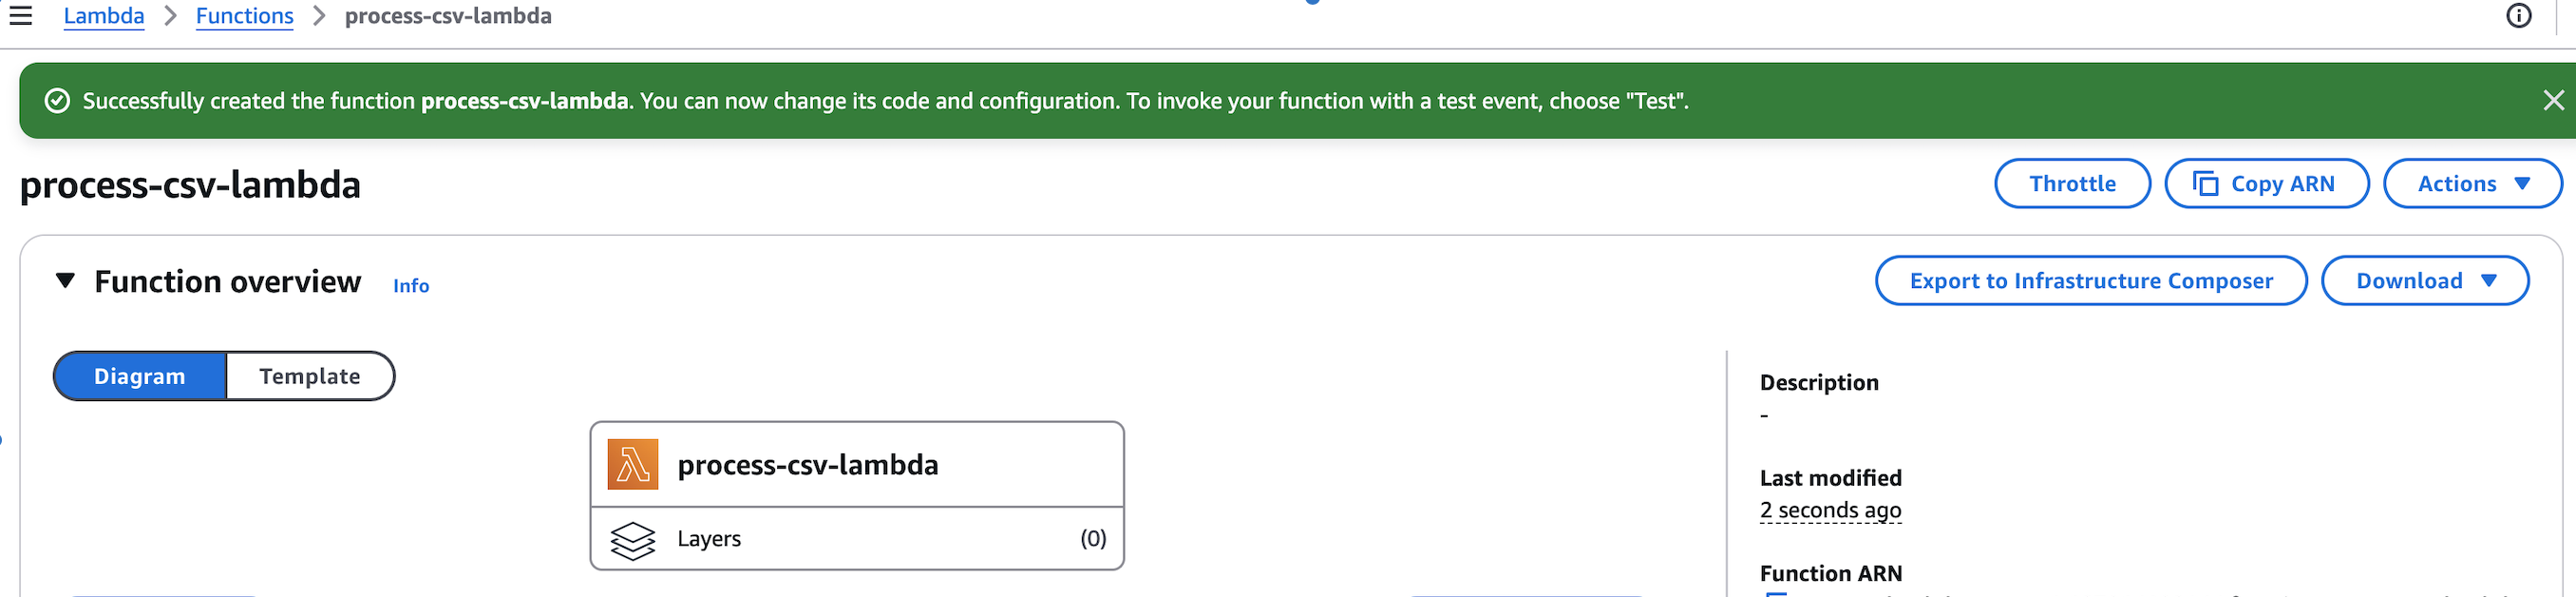 Lambda > Functions > process-csv-lambda
Successfully created the function process-csv-lambda. You can now change its code and configuration. To invoke your function with a test event, choose "Test".
process-csv-lambda
Throttle
Copy ARN
Actions
Function overview Info
Export to Infrastructure Composer
Download
Diagram
Template
process-csv-lambda
Layers (0)
Description
-
Last modified
2 seconds ago
Function ARN